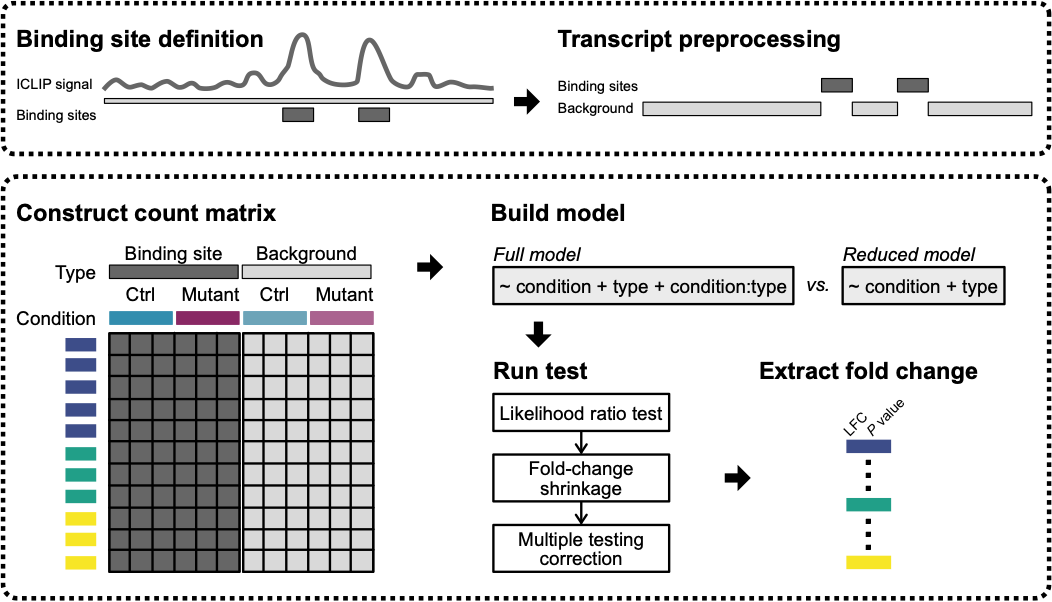 Binding site definition
ICLIP signal
Binding sites
Transcript preprocessing
Binding sites
Background
Construct count matrix
Binding site
Background
Type
Ctrl
Mutant
Ctrl
Mutant
Condition
Build model
Full model
~ condition + type + condition:type
vs.
Reduced model
~ condition + type
Run test
Likelihood ratio test
Fold-change
shrinkage
Multiple testing
correction
Extract fold change
LFC
P value